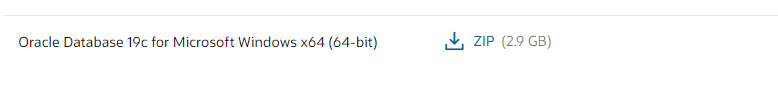 Oracle Database 19c for Microsoft Windows x64 (64-bit) ZIP (2.9 GB)